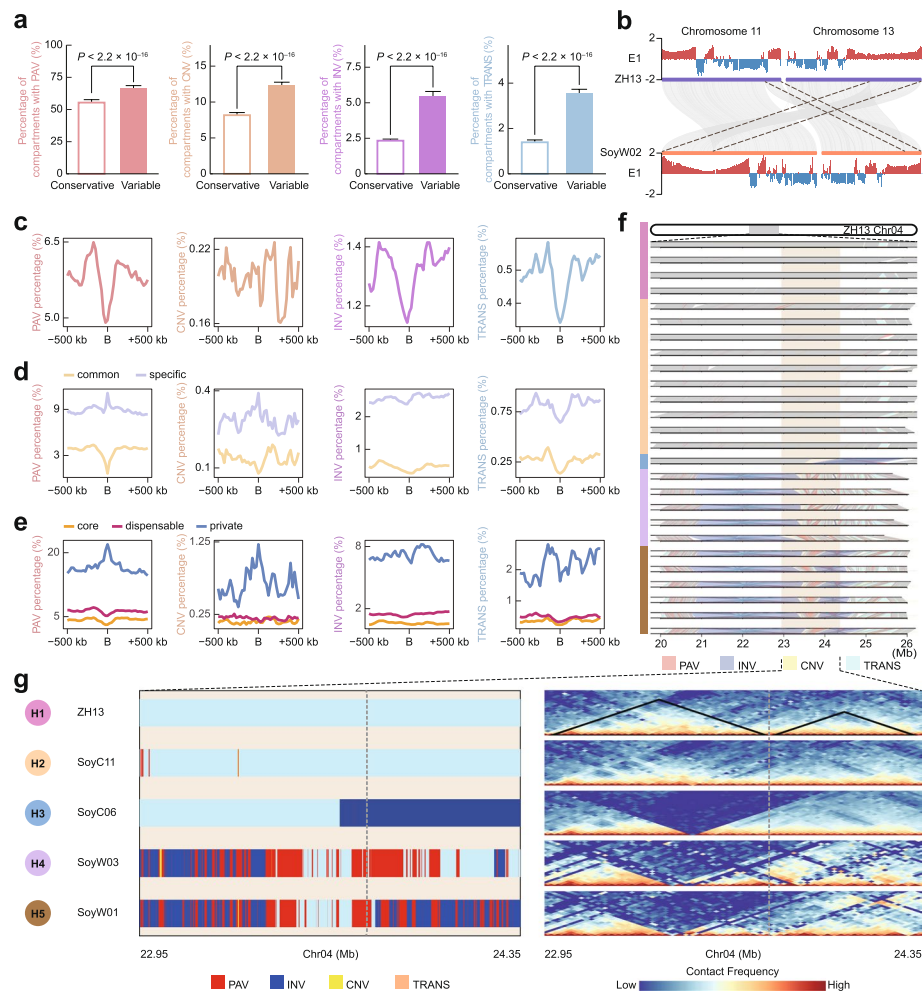 a
Percentage of
compartments with PAV (%)
100
75
50
25
0
P < 2.2 × 10⁻¹⁶
Conservative
Variable
Percentage of
compartments with CNV (%)
15
10
5
0
P < 2.2 × 10⁻¹⁶
Conservative
Variable
Percentage of
compartments with INV (%)
9
6
3
0
P < 2.2 × 10⁻¹⁶
Conservative
Variable
Percentage of
compartments with TRANS (%)
4
2
0
P < 2.2 × 10⁻¹⁶
Conservative
Variable
b
Chromosome 11
Chromosome 13
2
E1
ZH13 -2
SoyW02 2
E1
-2
c
PAV percentage (%)
6.5
5.0
−500 kb B +500 kb
CNV percentage (%)
0.22
0.16
−500 kb B +500 kb
INV percentage (%)
1.4
1.2
−500 kb B +500 kb
TRANS percentage (%)
0.5
0.4
−500 kb B +500 kb
d
common
specific
PAV percentage (%)
9
3
−500 kb B +500 kb
CNV percentage (%)
0.4
0.1
−500 kb B +500 kb
INV percentage (%)
2
1
−500 kb B +500 kb
TRANS percentage (%)
0.75
0.25
−500 kb B +500 kb
e
core
dispensable
private
PAV percentage (%)
20
5
−500 kb B +500 kb
CNV percentage (%)
1.25
0.25
−500 kb B +500 kb
INV percentage (%)
8
2
−500 kb B +500 kb
TRANS percentage (%)
2
1
−500 kb B +500 kb
f
ZH13 Chr04
20 21 22 23 24 25 26
(Mb)
PAV
INV
CNV
TRANS
g
H1 ZH13
H2 SoyC11
H3 SoyC06
H4 SoyW03
H5 SoyW01
22.95 Chr04 (Mb) 24.35
22.95 Chr04 (Mb) 24.35
PAV
INV
CNV
TRANS
Contact Frequency
Low
High